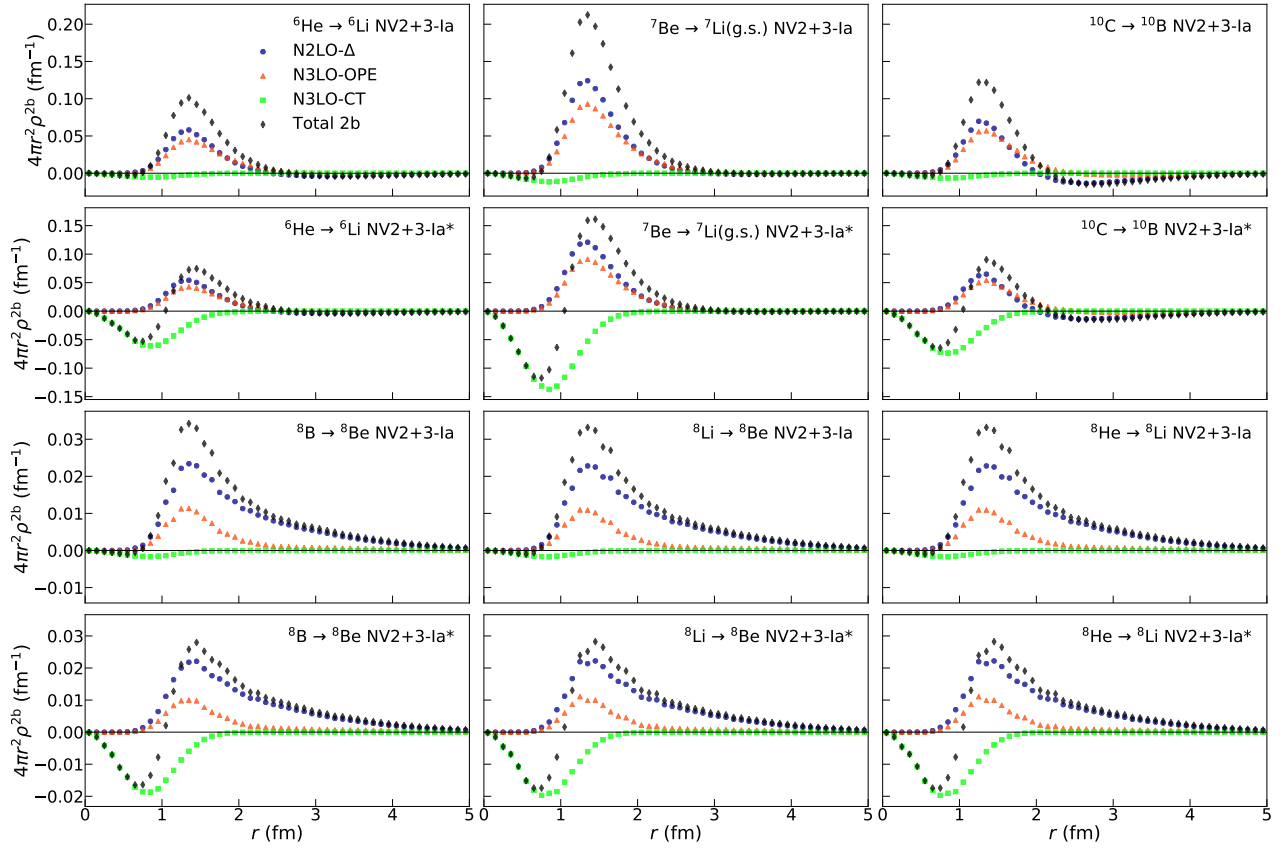 ⁶He → ⁶Li NV2+3-Ia
N2LO-Δ
N3LO-OPE
N3LO-CT
Total 2b
⁷Be → ⁷Li(g.s.) NV2+3-Ia
¹⁰C → ¹⁰B NV2+3-Ia
0.20
0.15
0.10
0.05
0.00
4πr²ρ²ᵇ (fm⁻¹)
⁶He → ⁶Li NV2+3-Ia*
⁷Be → ⁷Li(g.s.) NV2+3-Ia*
¹⁰C → ¹⁰B NV2+3-Ia*
0.15
0.10
0.05
0.00
−0.05
−0.10
−0.15
4πr²ρ²ᵇ (fm⁻¹)
⁸B → ⁸Be NV2+3-Ia
⁸Li → ⁸Be NV2+3-Ia
⁸He → ⁸Li NV2+3-Ia
0.03
0.02
0.01
0.00
−0.01
4πr²ρ²ᵇ (fm⁻¹)
⁸B → ⁸Be NV2+3-Ia*
⁸Li → ⁸Be NV2+3-Ia*
⁸He → ⁸Li NV2+3-Ia*
0.03
0.02
0.01
0.00
−0.01
−0.02
4πr²ρ²ᵇ (fm⁻¹)
0 1 2 3 4 5
0 1 2 3 4 5
0 1 2 3 4 5
r (fm)
r (fm)
r (fm)